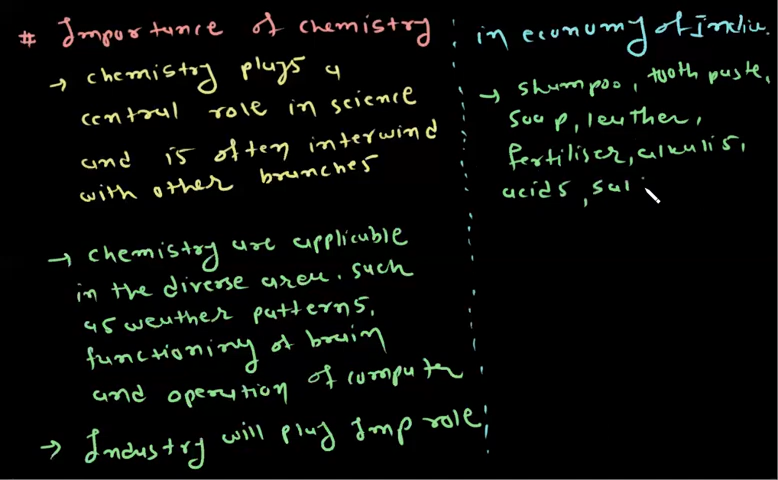 # Importance of chemistry
→ chemistry plays a
central role in science
and is often interwind
with other branches
→ chemistry are applicable
in the diverse area, such
as weather patterns,
functioning of brain
and operation of computer
→ Industry will play Imp role
in economy of India.
→ shampoo, tooth paste,
soap, leather,
fertiliser, alkalis,
acids, sal